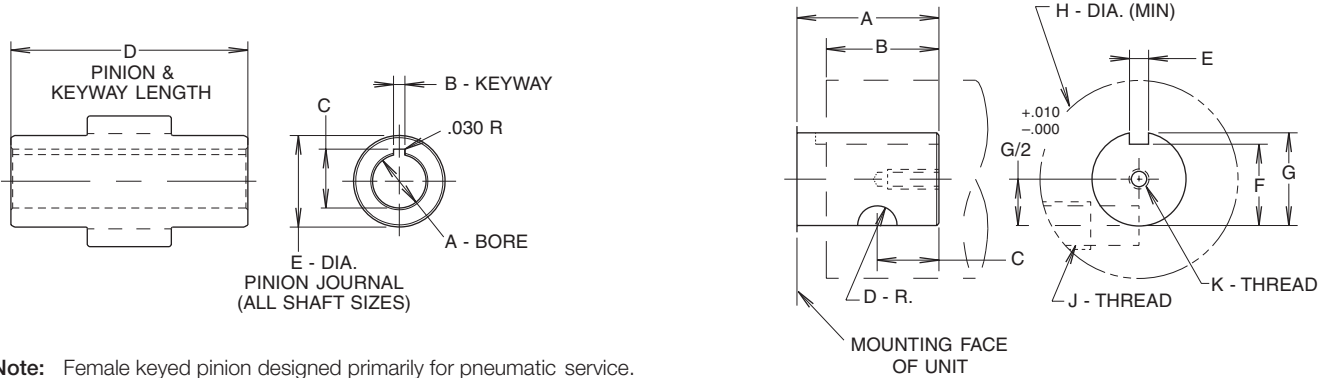 D
PINION &
KEYWAY LENGTH
C
B - KEYWAY
.030 R
A - BORE
E - DIA.
PINION JOURNAL
(ALL SHAFT SIZES)
Note: Female keyed pinion designed primarily for pneumatic service.
A
B
C
D - R.
MOUNTING FACE
OF UNIT
H - DIA. (MIN)
E
+.010
–.000
G/2
F
G
J - THREAD
K - THREAD